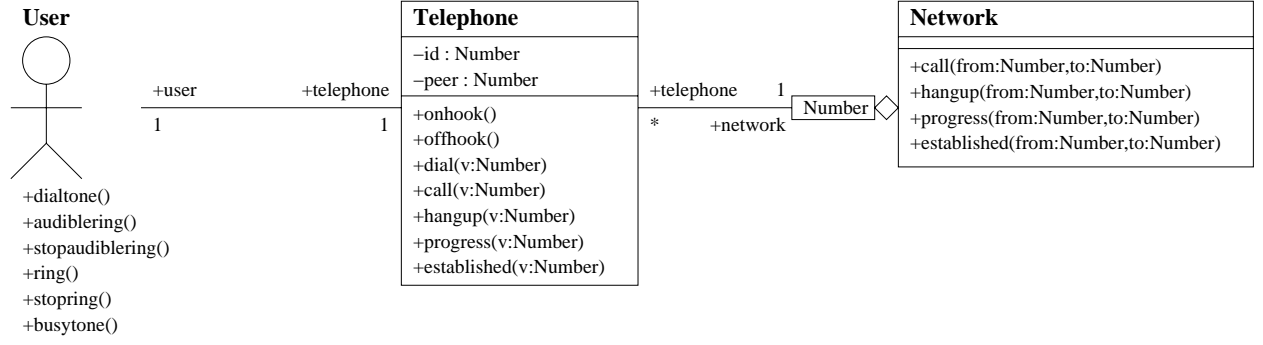 User
+dialtone()
+audiblering()
+stopaudiblering()
+ring()
+stopring()
+busytone()
+user
+telephone
1
1
Telephone
−id : Number
−peer : Number
+onhook()
+offhook()
+dial(v:Number)
+call(v:Number)
+hangup(v:Number)
+progress(v:Number)
+established(v:Number)
+telephone
1
*
+network
Number
Network
+call(from:Number,to:Number)
+hangup(from:Number,to:Number)
+progress(from:Number,to:Number)
+established(from:Number,to:Number)